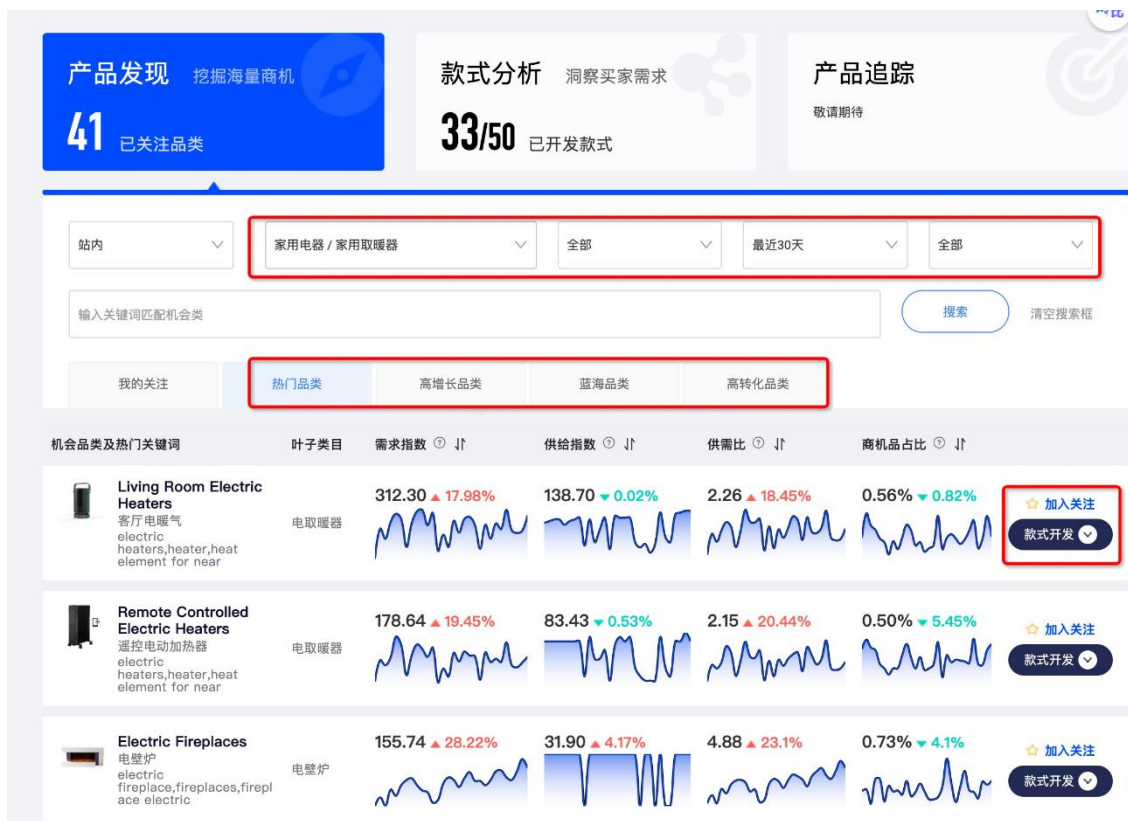 对比
产品发现 挖掘海量商机
41 已关注品类
款式分析 洞察买家需求
33/50 已开发款式
产品追踪
敬请期待
站内
家用电器 / 家用取暖器
全部
最近30天
全部
输入关键词匹配机会类
搜索
清空搜索框
我的关注
热门品类
高增长品类
蓝海品类
高转化品类
机会品类及热门关键词
叶子类目
需求指数
供给指数
供需比
商机品占比
Living Room Electric
Heaters
客厅电暖气
electric
heaters,heater,heat
element for near
电取暖器
312.30 ▲ 17.98%
138.70 ▼ 0.02%
2.26 ▲ 18.45%
0.56% ▼ 0.82%
加入关注
款式开发
Remote Controlled
Electric Heaters
遥控电动加热器
electric
heaters,heater,heat
element for near
电取暖器
178.64 ▲ 19.45%
83.43 ▼ 0.53%
2.15 ▲ 20.44%
0.50% ▼ 5.45%
加入关注
款式开发
Electric Fireplaces
电壁炉
electric
fireplace,fireplaces,firepl
ace electric
电壁炉
155.74 ▲ 28.22%
31.90 ▲ 4.17%
4.88 ▲ 23.1%
0.73% ▼ 4.1%
加入关注
款式开发